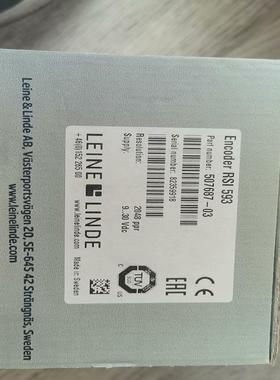 Encoder RSI 593
Part number: 507687-03
Serial number: 82359918
Resolution: 2048 ppr
Supply: 9..30 Vdc
LEINE LINDE
+46(0)152 265 00
www.leinelinde.com Made in Sweden
CE
EAC
TÜV
C US
Leine & Linde AB, Västerportsvägen 20, SE-645 42 Strängnäs, Sweden
www.leinelinde.com